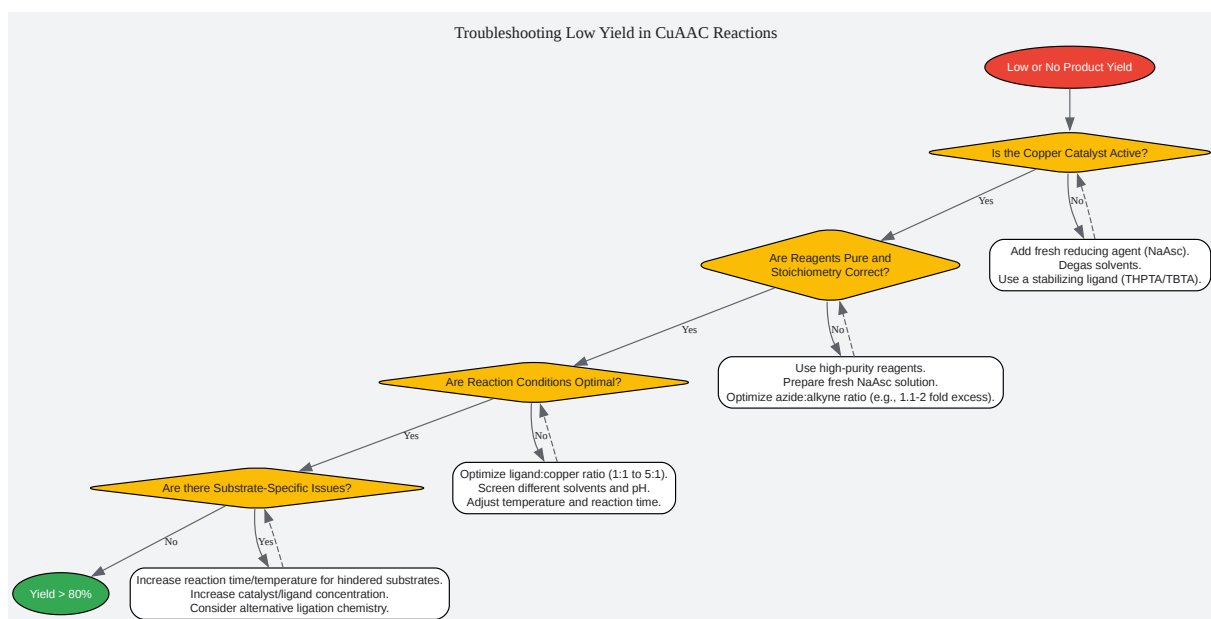 Troubleshooting Low Yield in CuAAC Reactions
Low or No Product Yield
Is the Copper Catalyst Active?
Yes
No
Add fresh reducing agent (NaAsc).
Degas solvents.
Use a stabilizing ligand (THPTA/TBTA).
Are Reagents Pure and
Stoichiometry Correct?
Yes
No
Use high-purity reagents.
Prepare fresh NaAsc solution.
Optimize azide:alkyne ratio (e.g., 1.1-2 fold excess).
Are Reaction Conditions Optimal?
Yes
No
Optimize ligand:copper ratio (1:1 to 5:1).
Screen different solvents and pH.
Adjust temperature and reaction time.
Are there Substrate-Specific Issues?
No
Yes
Yield > 80%
Increase reaction time/temperature for hindered substrates.
Increase catalyst/ligand concentration.
Consider alternative ligation chemistry.